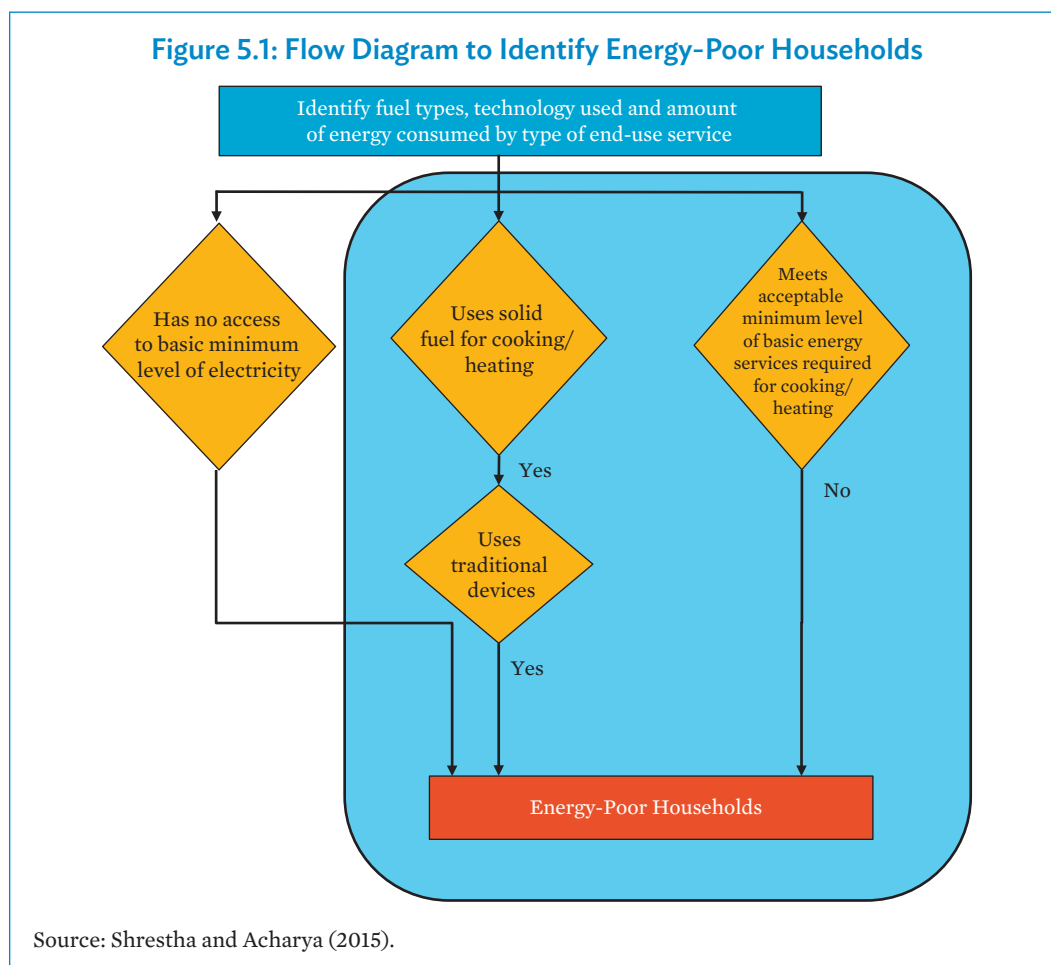 Figure 5.1: Flow Diagram to Identify Energy-Poor Households
Identify fuel types, technology used and amount
of energy consumed by type of end-use service
Has no access
to basic minimum
level of electricity
Uses solid
fuel for cooking/
heating
Meets
acceptable
minimum level
of basic energy
services required
for cooking/
heating
Yes
No
Uses
traditional
devices
Yes
Energy-Poor Households
Source: Shrestha and Acharya (2015).